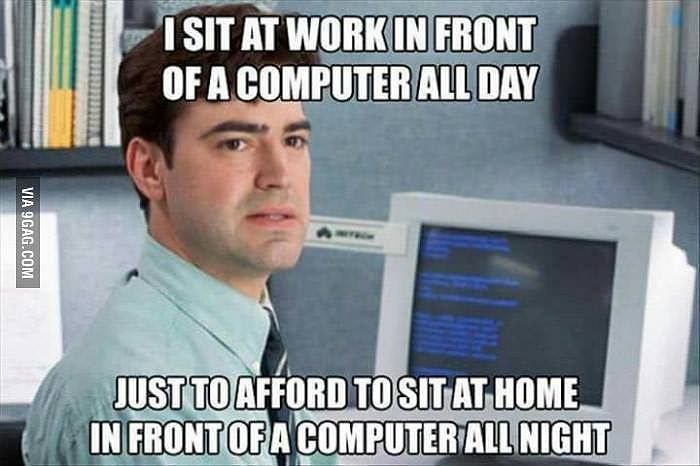 I SIT AT WORK IN FRONT
OF A COMPUTER ALL DAY
VIA 9GAG.COM
INITECH
JUST TO AFFORD TO SIT AT HOME
IN FRONT OF A COMPUTER ALL NIGHT